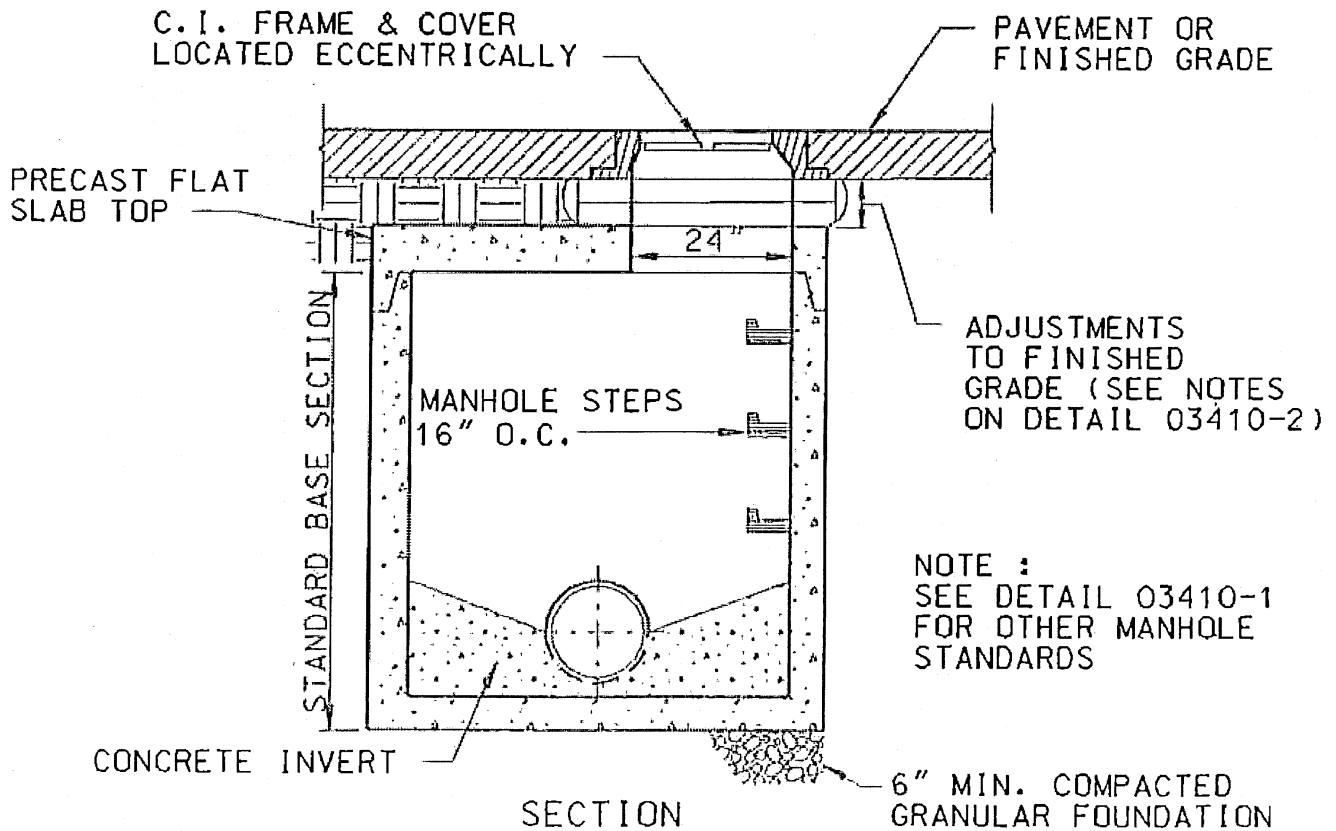 C.I. FRAME & COVER
LOCATED ECCENTRICALLY
PAVEMENT OR
FINISHED GRADE
PRECAST FLAT
SLAB TOP
24"
ADJUSTMENTS
TO FINISHED
GRADE (SEE NOTES
ON DETAIL 03410-2)
STANDARD BASE SECTION
MANHOLE STEPS
16" O.C.
NOTE :
SEE DETAIL 03410-1
FOR OTHER MANHOLE
STANDARDS
CONCRETE INVERT
6" MIN. COMPACTED
GRANULAR FOUNDATION
SECTION